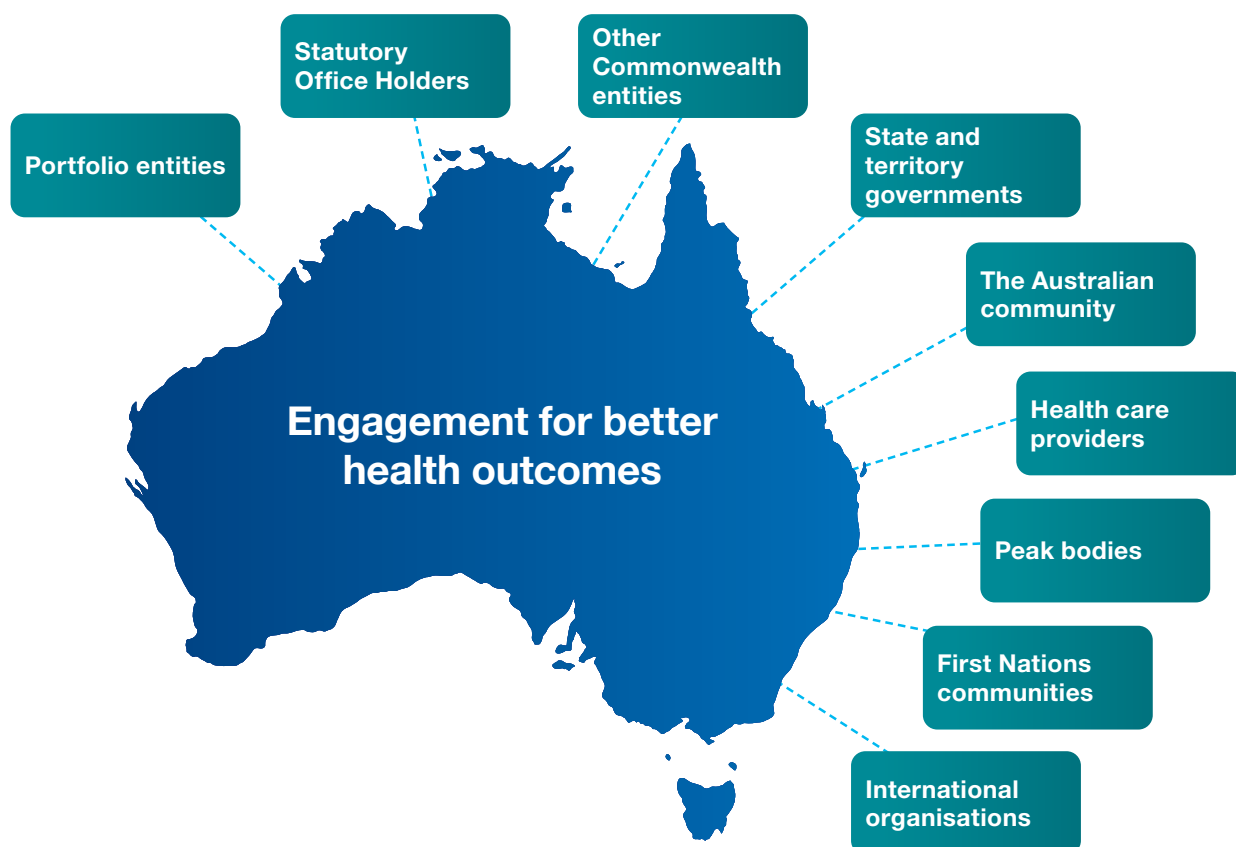 Statutory
Office Holders
Other
Commonwealth
entities
Portfolio entities
State and
territory
governments
The Australian
community
Engagement for better
health outcomes
Health care
providers
Peak bodies
First Nations
communities
International
organisations